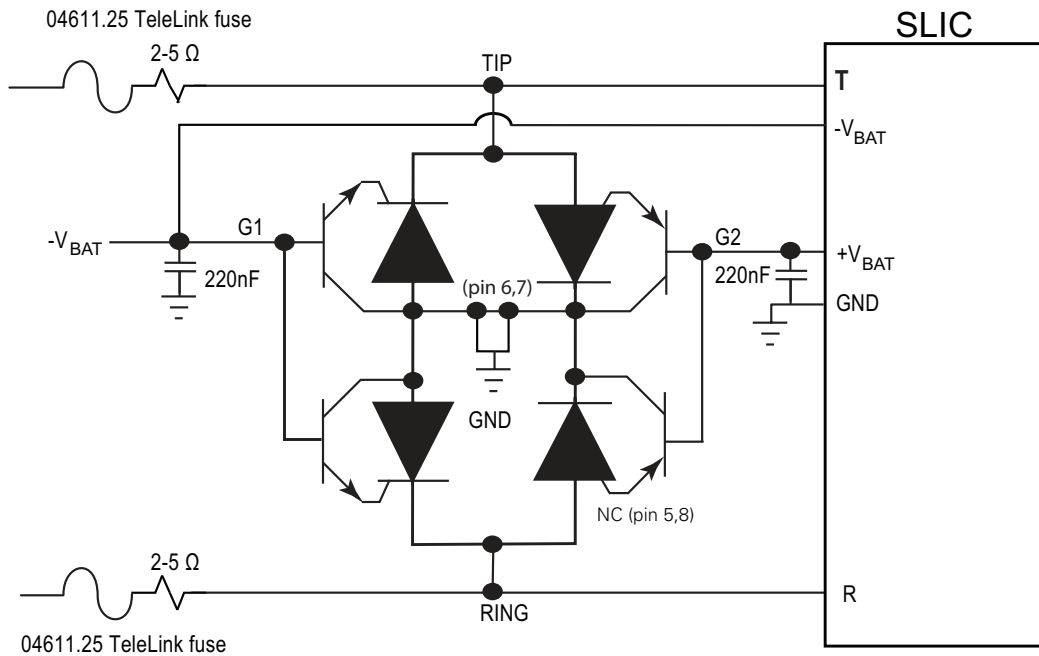 04611.25 TeleLink fuse
SLIC
2-5 Ω
TIP
T
-VBAT
G1
-VBAT
220nF
(pin 6,7)
G2
220nF
+VBAT
GND
GND
NC (pin 5,8)
2-5 Ω
R
RING
04611.25 TeleLink fuse